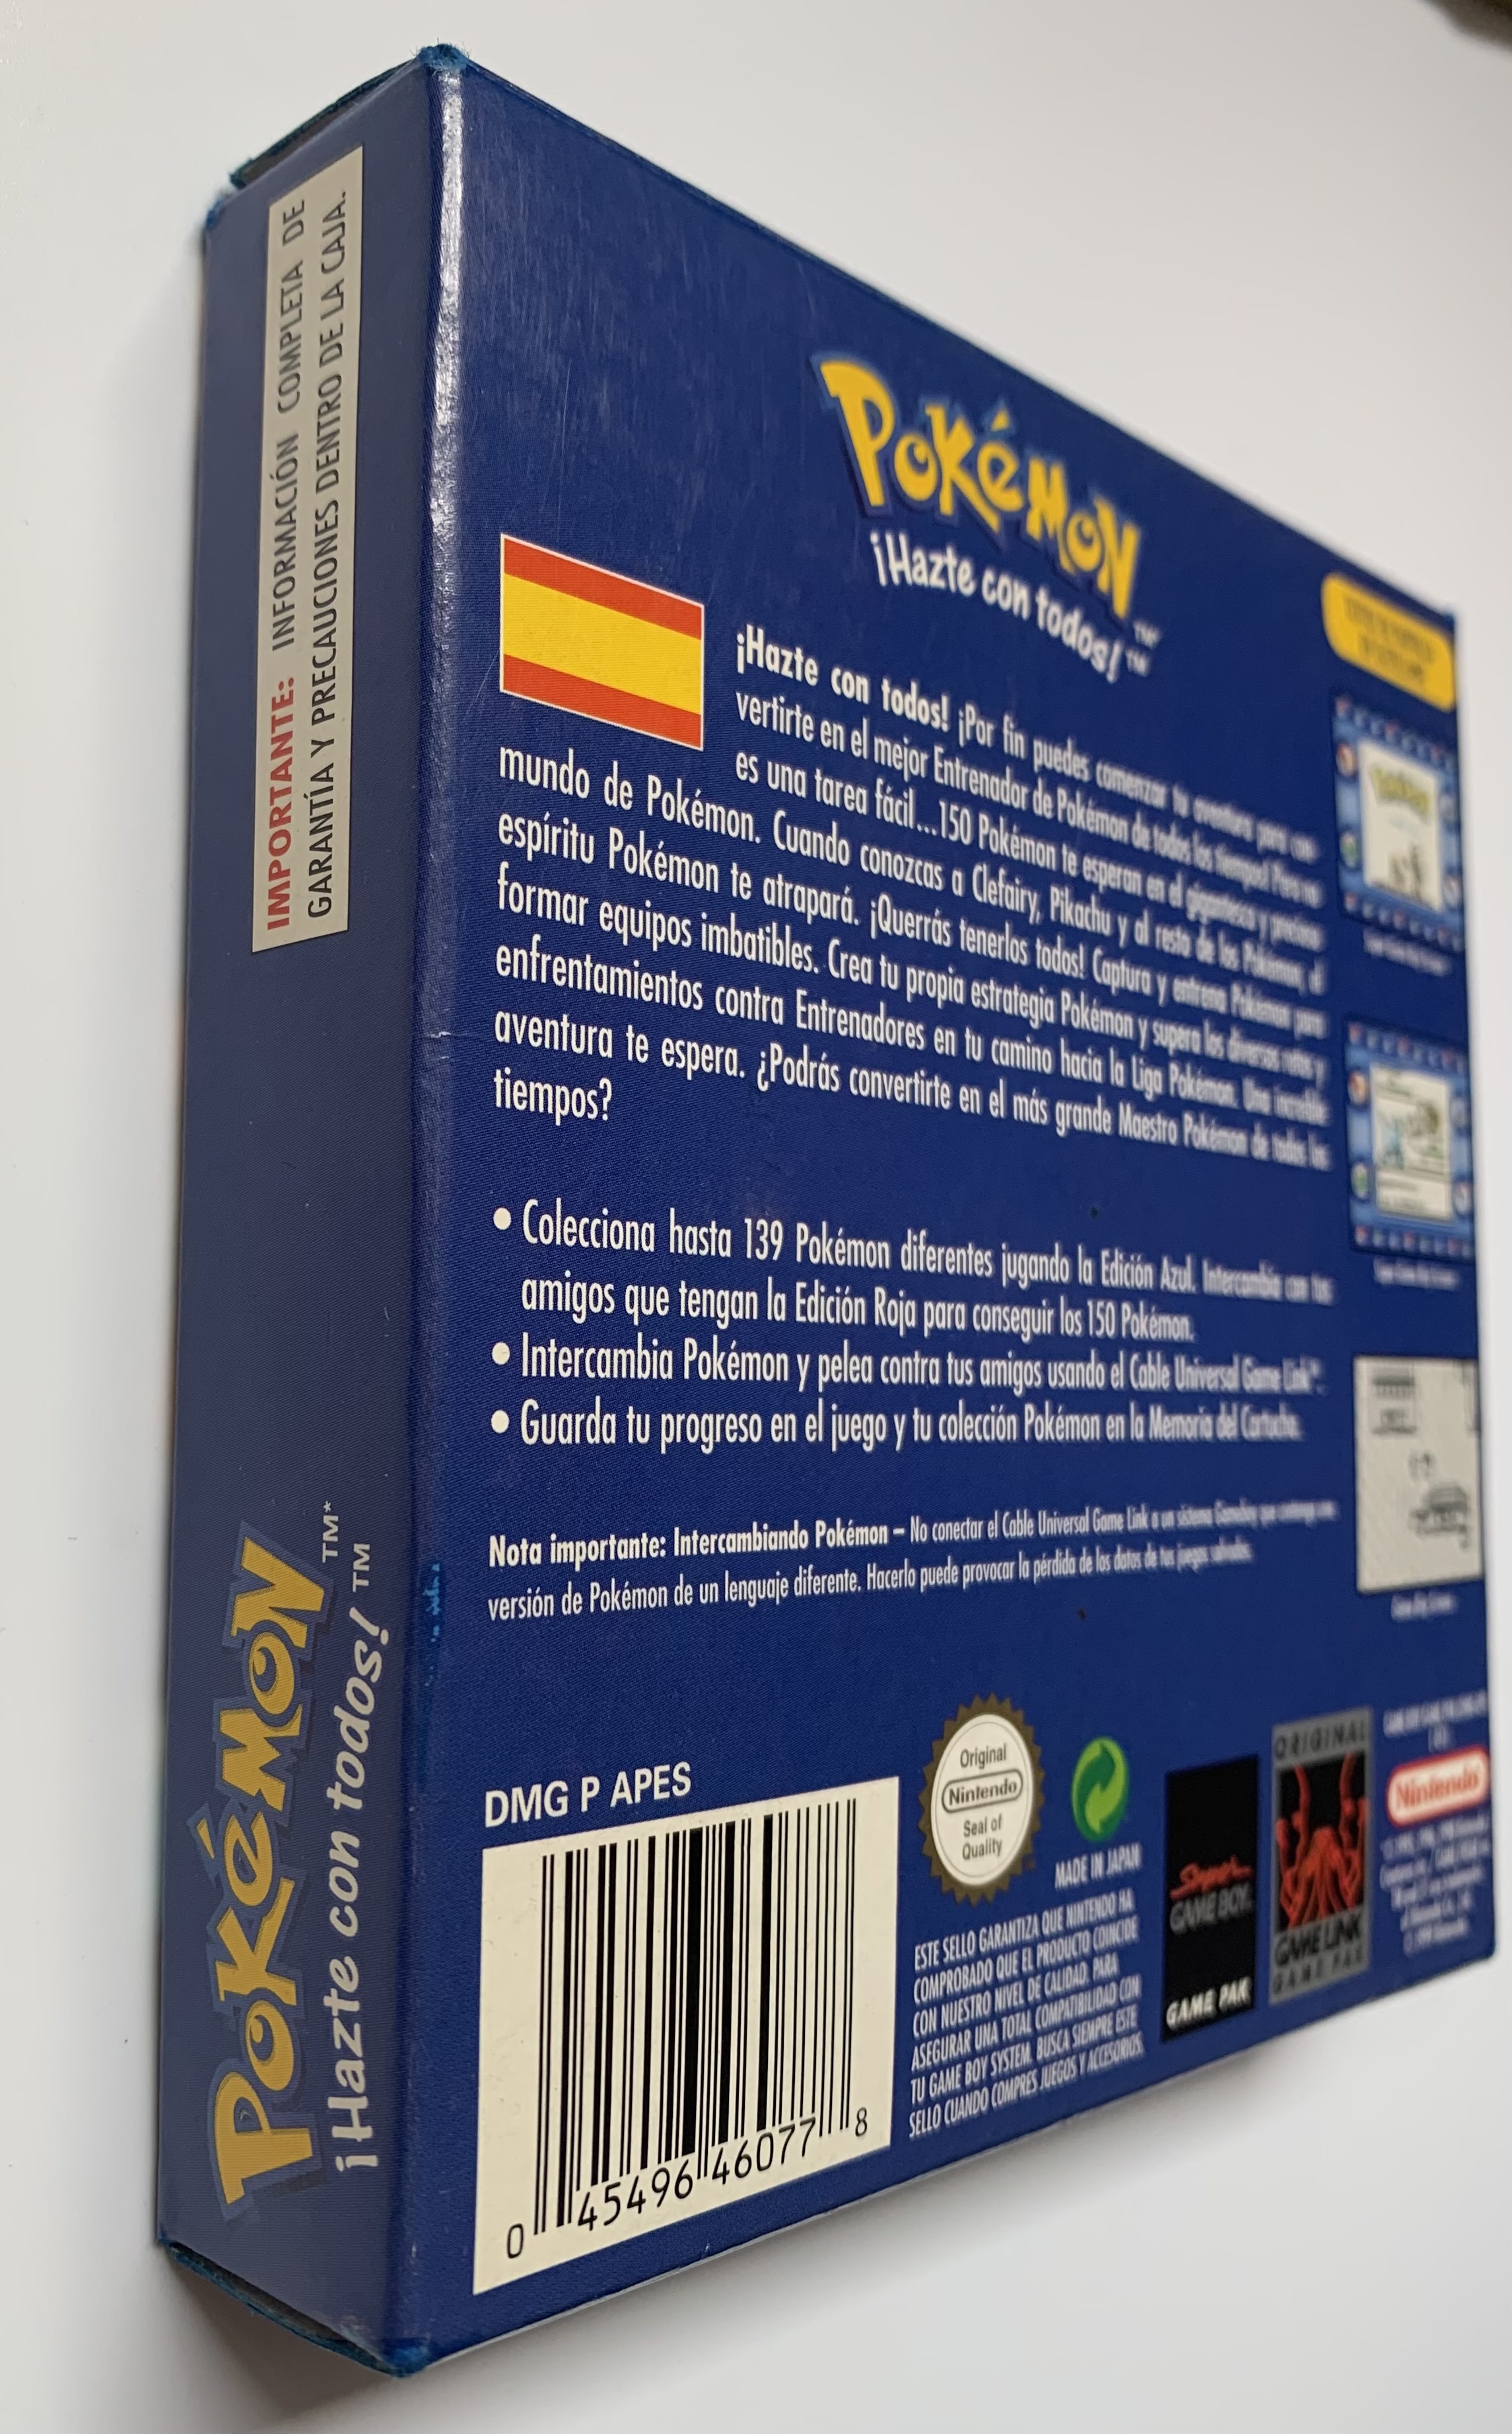 IMPORTANTE: INFORMACIÓN COMPLETA DE
GARANTÍA Y PRECAUCIONES DENTRO DE LA CAJA.
POKéMON TM*
¡Hazte con todos! TM
POKéMON TM
¡Hazte con todos! TM
¡Hazte con todos! ¡Por fin puedes comenzar tu aventura para con-
vertirte en el mejor Entrenador de Pokémon de todos los tiempos! Pero no
es una tarea fácil...150 Pokémon te esperan en el gigantesco y precioso
mundo de Pokémon. Cuando conozcas a Clefairy, Pikachu y al resto de los Pokémon, el
espíritu Pokémon te atrapará. ¡Querrás tenerlos todos! Captura y entrena Pokémon para
formar equipos imbatibles. Crea tu propia estrategia Pokémon y supera los diversos retos y
enfrentamientos contra Entrenadores en tu camino hacia la Liga Pokémon. Una increíble
aventura te espera. ¿Podrás convertirte en el más grande Maestro Pokémon de todos los
tiempos?
• Colecciona hasta 139 Pokémon diferentes jugando la Edición Azul. Intercambia con tus
amigos que tengan la Edición Roja para conseguir los 150 Pokémon.
• Intercambia Pokémon y pelea contra tus amigos usando el Cable Universal Game Link™.
• Guarda tu progreso en el juego y tu colección Pokémon en la Memoria del Cartucho.
Nota importante: Intercambiando Pokémon – No conectar el Cable Universal Game Link a un sistema Gameboy que contenga una
versión de Pokémon de un lenguaje diferente. Hacerlo puede provocar la pérdida de los datos de tus juegos salvados.
DMG P APES
0 45496 46077 8
Original
Nintendo
Seal of
Quality
MADE IN JAPAN
ESTE SELLO GARANTIZA QUE NINTENDO HA
COMPROBADO QUE EL PRODUCTO COINCIDE
CON NUESTRO NIVEL DE CALIDAD. PARA
ASEGURAR UNA TOTAL COMPATIBILIDAD CON
TU GAME BOY SYSTEM. BUSCA SIEMPRE ESTE
SELLO CUANDO COMPRES JUEGOS Y ACCESORIOS.
Super
GAME BOY
GAME PAK
ORIGINAL
GAME LINK
GAME PAK
Nintendo